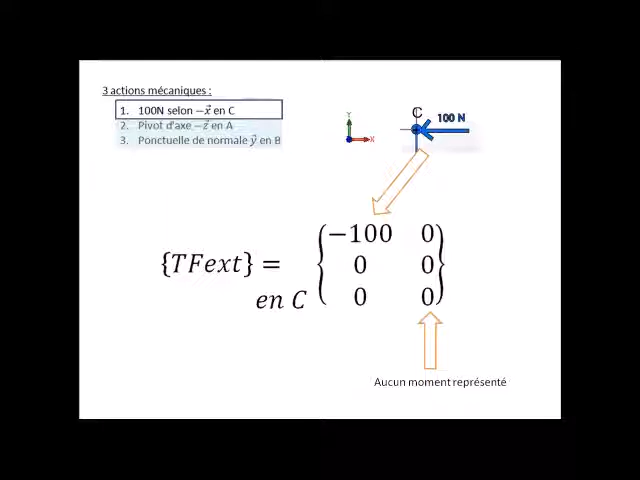 3 actions mécaniques :
1. 100N selon −x⃗ en C
2. Pivot d'axe −z⃗ en A
3. Ponctuelle de normale y⃗ en B
C
100 N
Y
X
{TFext} =
en C
−100 0
0 0
0 0
Aucun moment représenté